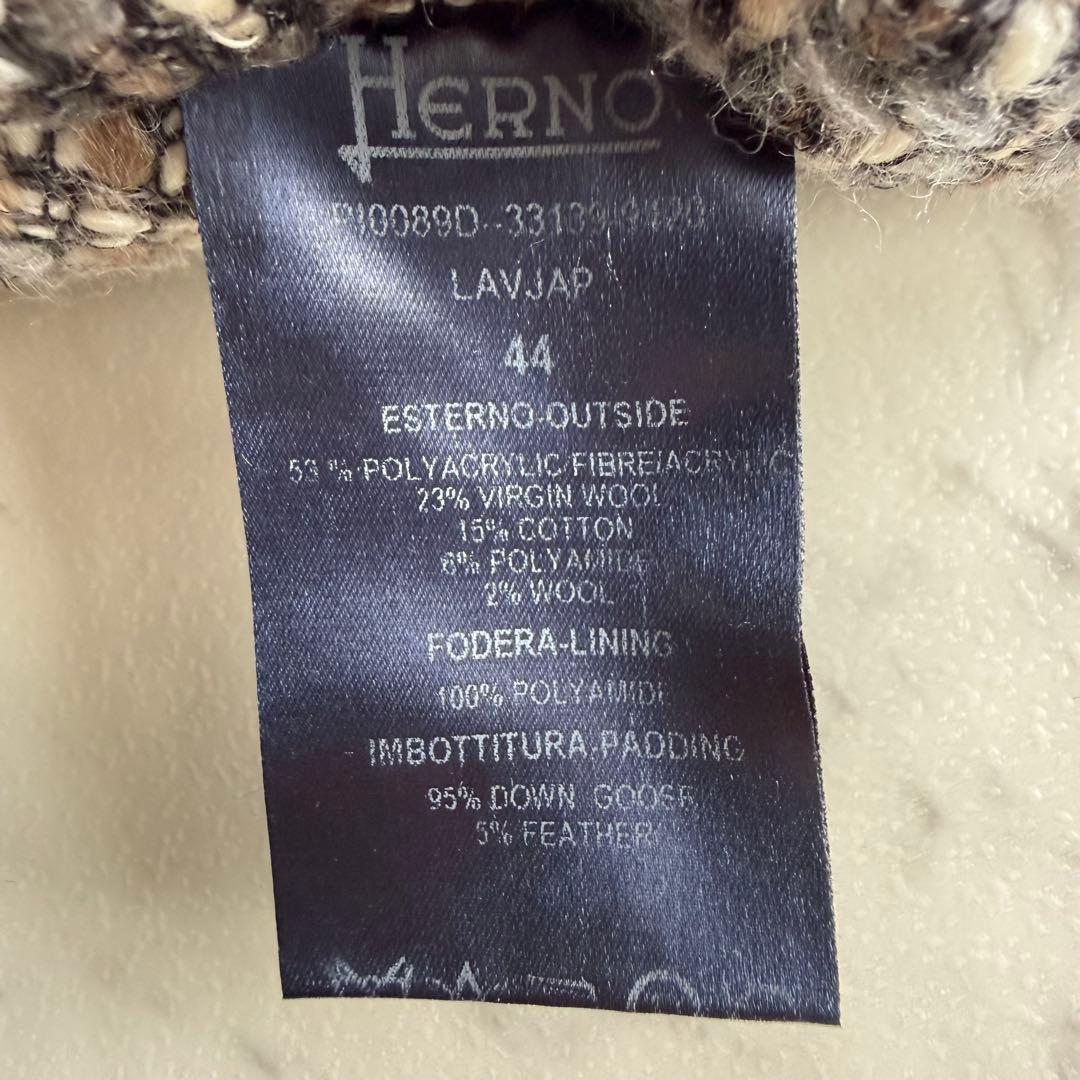 HERNO
LAVJAP
44
ESTERNO-OUTSIDE
53 % POLYACRYLIC FIBRE/ACRYLIC
23% VIRGIN WOOL
15% COTTON
POLYAMIDE
2% WOOL
FODERA-LINING
100% POLYAMIDE
IMBOTTITURA-PADDING
95% DOWN GOOSE
5% FEATHER